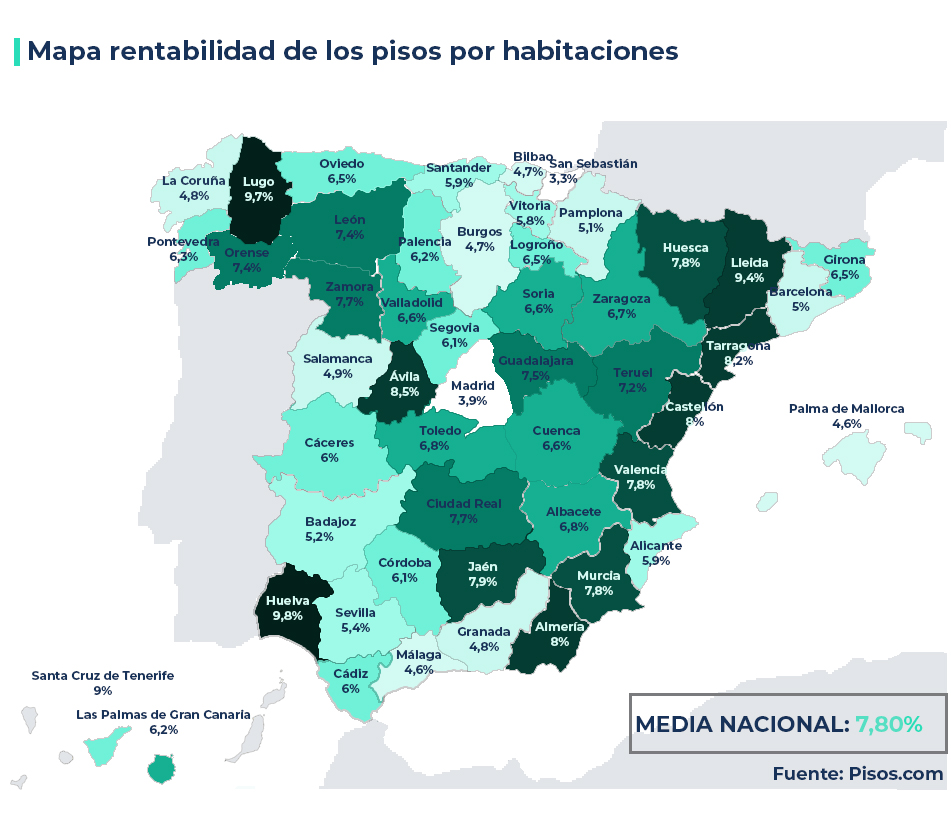 Mapa rentabilidad de los pisos por habitaciones
Bilbao
4,7%
San Sebastián
3,3%
Oviedo
6,5%
Santander
5,9%
La Coruña
4,8%
Lugo
9,7%
Vitoria
5,8%
Pamplona
5,1%
León
7,4%
Burgos
4,7%
Pontevedra
6,3%
Orense
7,4%
Palencia
6,2%
Logroño
6,5%
Huesca
7,8%
Lleida
9,4%
Girona
6,5%
Zamora
7,7%
Valladolid
6,6%
Soria
6,6%
Zaragoza
6,7%
Barcelona
5%
Segovia
6,1%
Salamanca
4,9%
Ávila
8,5%
Guadalajara
7,5%
Teruel
7,2%
Tarragona
8,2%
Madrid
3,9%
Castellón
8%
Palma de Mallorca
4,6%
Cáceres
6%
Toledo
6,8%
Cuenca
6,6%
Valencia
7,8%
Ciudad Real
7,7%
Albacete
6,8%
Badajoz
5,2%
Alicante
5,9%
Córdoba
6,1%
Jaén
7,9%
Murcia
7,8%
Huelva
9,8%
Sevilla
5,4%
Granada
4,8%
Almería
8%
Málaga
4,6%
Cádiz
6%
Santa Cruz de Tenerife
9%
Las Palmas de Gran Canaria
6,2%
MEDIA NACIONAL: 7,80%
Fuente: Pisos.com